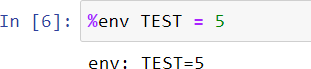 In [6]: %env TEST = 5
env: TEST=5